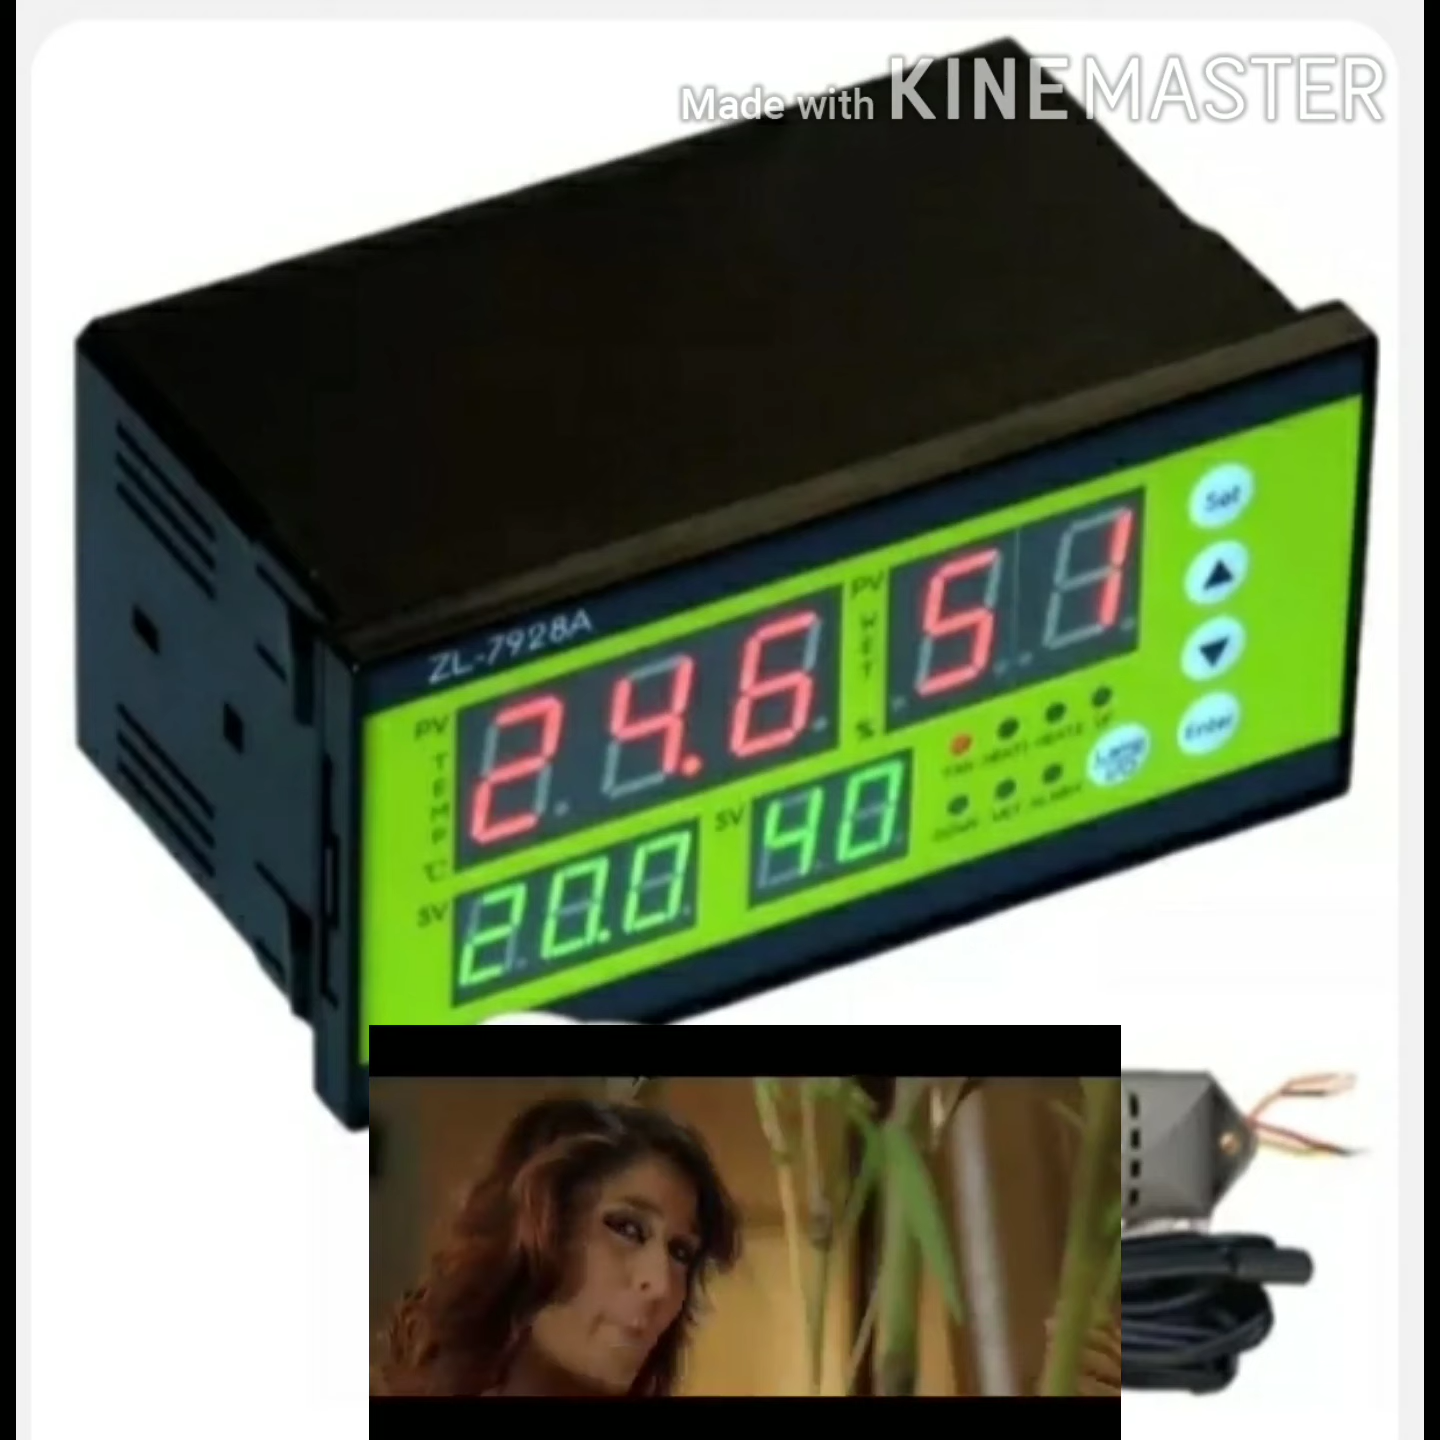 Made with KINEMASTER
ZL-7928A
PV
TEMP
℃
24.6
PV
WET
%
51
SV
20.0
SV
40
Set
▲
▼
Enter
Lamp